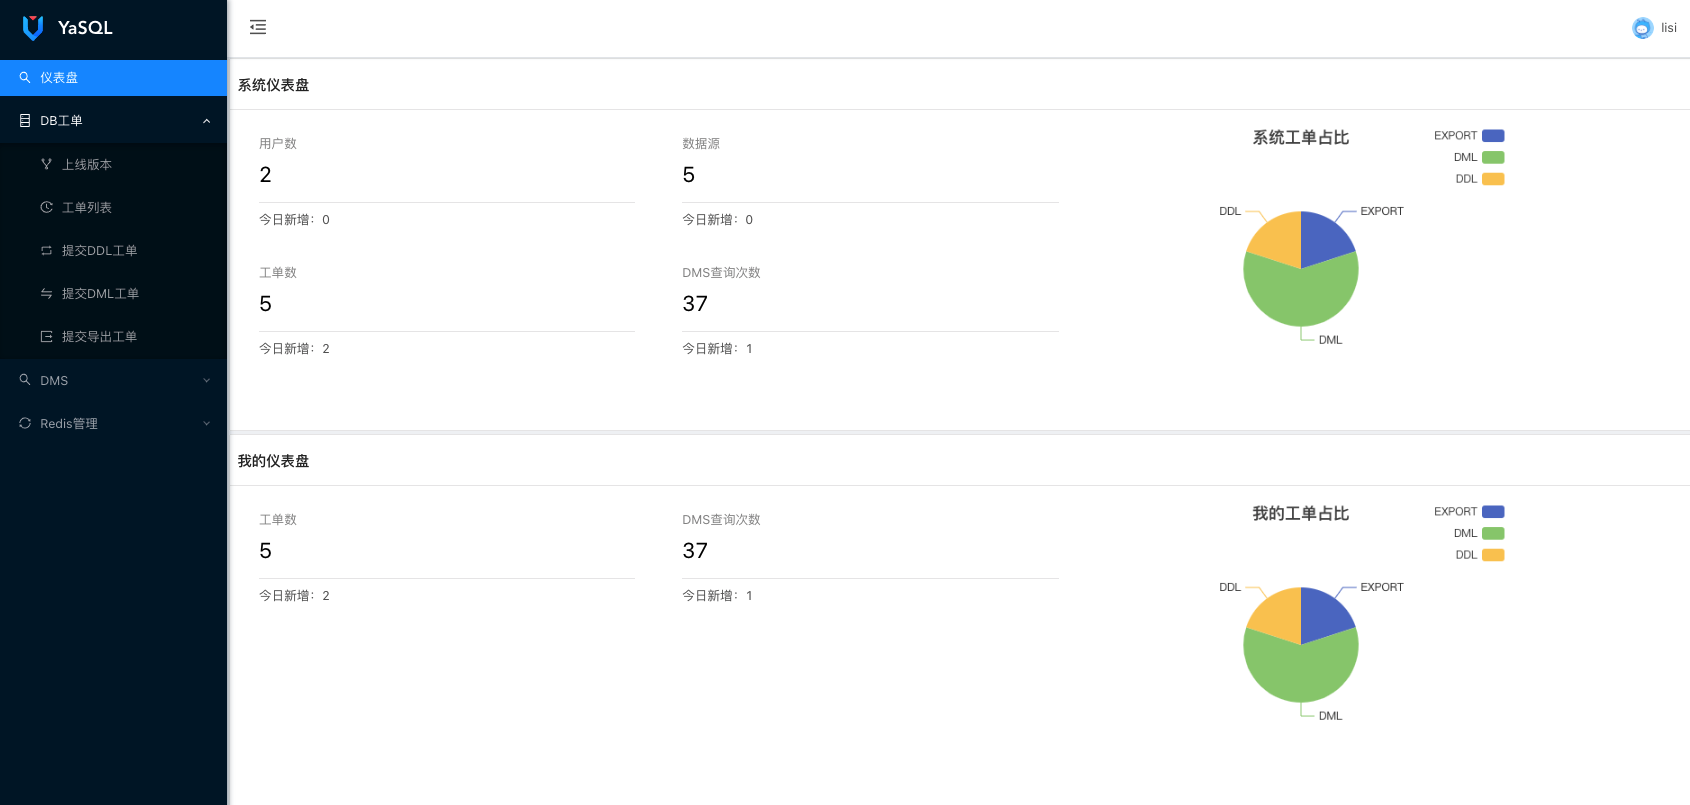 YaSQL
lisi
仪表盘
DB工单
上线版本
工单列表
提交DDL工单
提交DML工单
提交导出工单
DMS
Redis管理
系统仪表盘
用户数
2
今日新增：0
数据源
5
今日新增：0
工单数
5
今日新增：2
DMS查询次数
37
今日新增：1
系统工单占比
EXPORT
DML
DDL
DDL
EXPORT
DML
我的仪表盘
工单数
5
今日新增：2
DMS查询次数
37
今日新增：1
我的工单占比
EXPORT
DML
DDL
DDL
EXPORT
DML